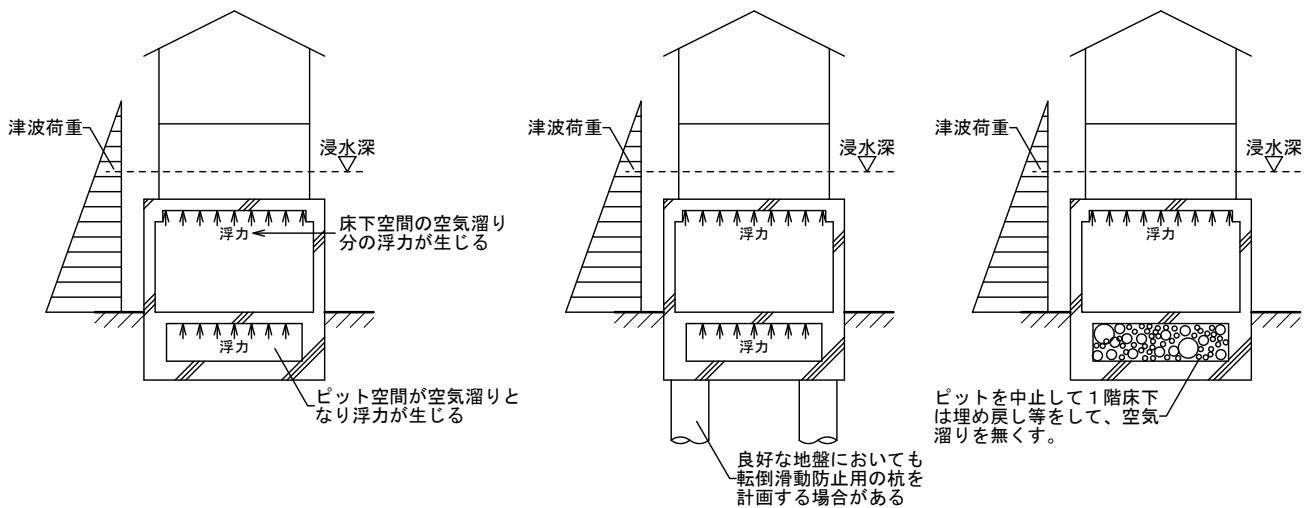 津波荷重
浸水深
浮力
床下空間の空気溜り
分の浮力が生じる
浮力
ピット空間が空気溜りと
なり浮力が生じる
津波荷重
浸水深
浮力
浮力
良好な地盤においても
転倒滑動防止用の杭を
計画する場合がある
津波荷重
浸水深
浮力
ピットを中止して1階床下
は埋め戻し等をして、空気
溜りを無くす。